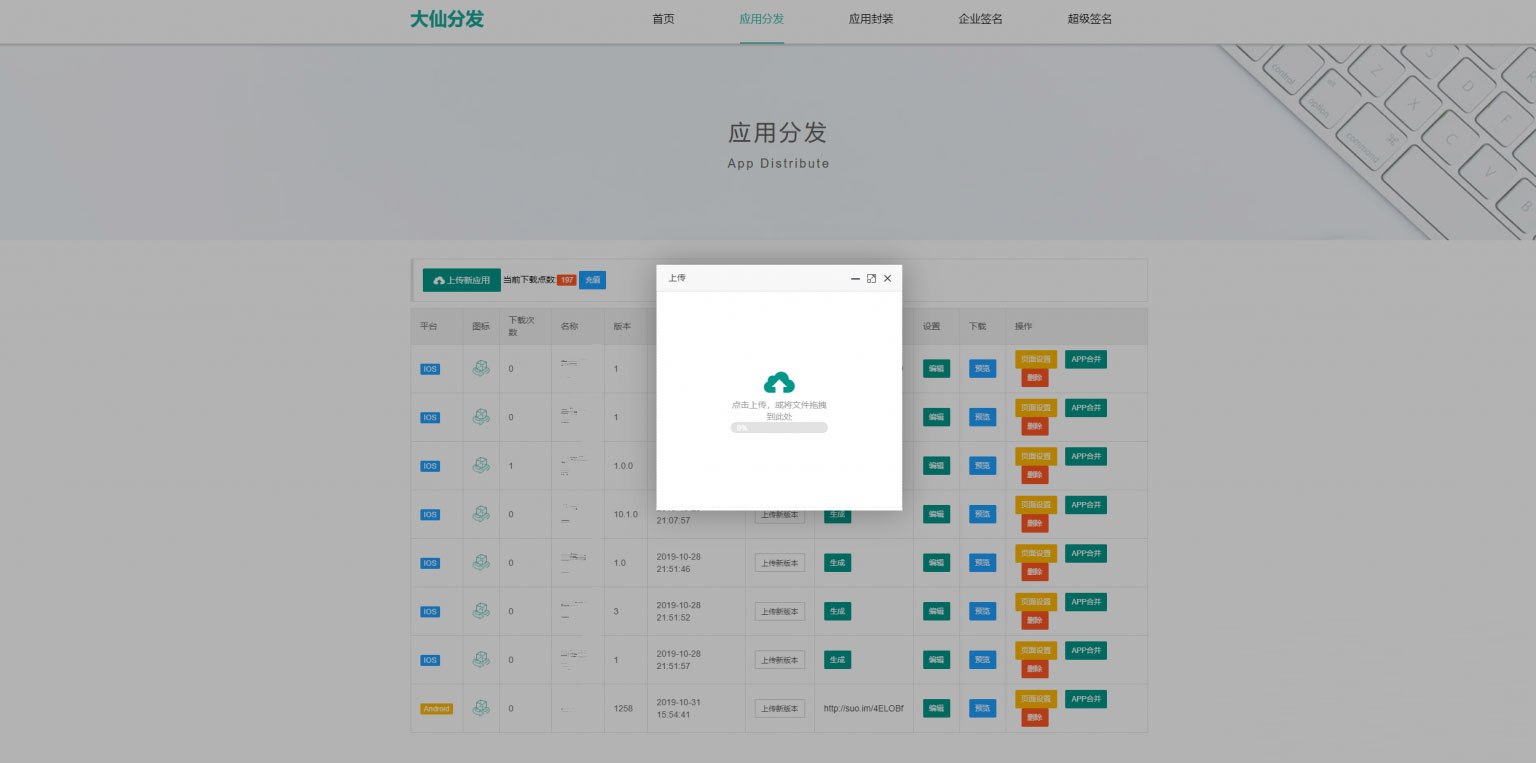 大仙分发 首页 应用分发 应用封装 企业签名 超级签名
control option command Z X C V S D F R B
应用分发
App Distribute
上传新应用 当前下载点数: 197 充值
上传
点击上传，或将文件拖拽
到此处
0%
平台 图标 下载次数 名称 版本 设置 下载 操作
IOS 0 1 编辑 预览 页面设置 APP合并 删除
IOS 0 1 编辑 预览 页面设置 APP合并 删除
IOS 1 1.0.0 编辑 预览 页面设置 APP合并 删除
IOS 0 10.1.0 21:07:57 上传新版本 生成 编辑 预览 页面设置 APP合并 删除
IOS 0 1.0 2019-10-28 21:51:46 上传新版本 生成 编辑 预览 页面设置 APP合并 删除
IOS 0 3 2019-10-28 21:51:52 上传新版本 生成 编辑 预览 页面设置 APP合并 删除
IOS 0 1 2019-10-28 21:51:57 上传新版本 生成 编辑 预览 页面设置 APP合并 删除
Android 0 1258 2019-10-31 15:54:41 上传新版本 http://suo.im/4ELOBf 编辑 预览 页面设置 APP合并 删除